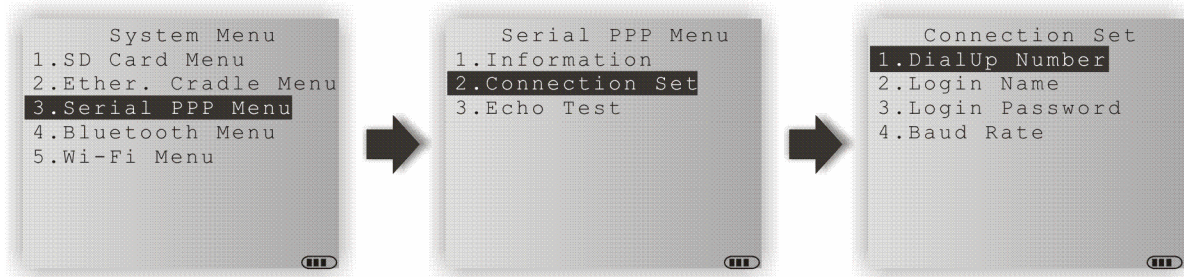 System Menu
1.SD Card Menu
2.Ether. Cradle Menu
3.Serial PPP Menu
4.Bluetooth Menu
5.Wi-Fi Menu
Serial PPP Menu
1.Information
2.Connection Set
3.Echo Test
Connection Set
1.DialUp Number
2.Login Name
3.Login Password
4.Baud Rate